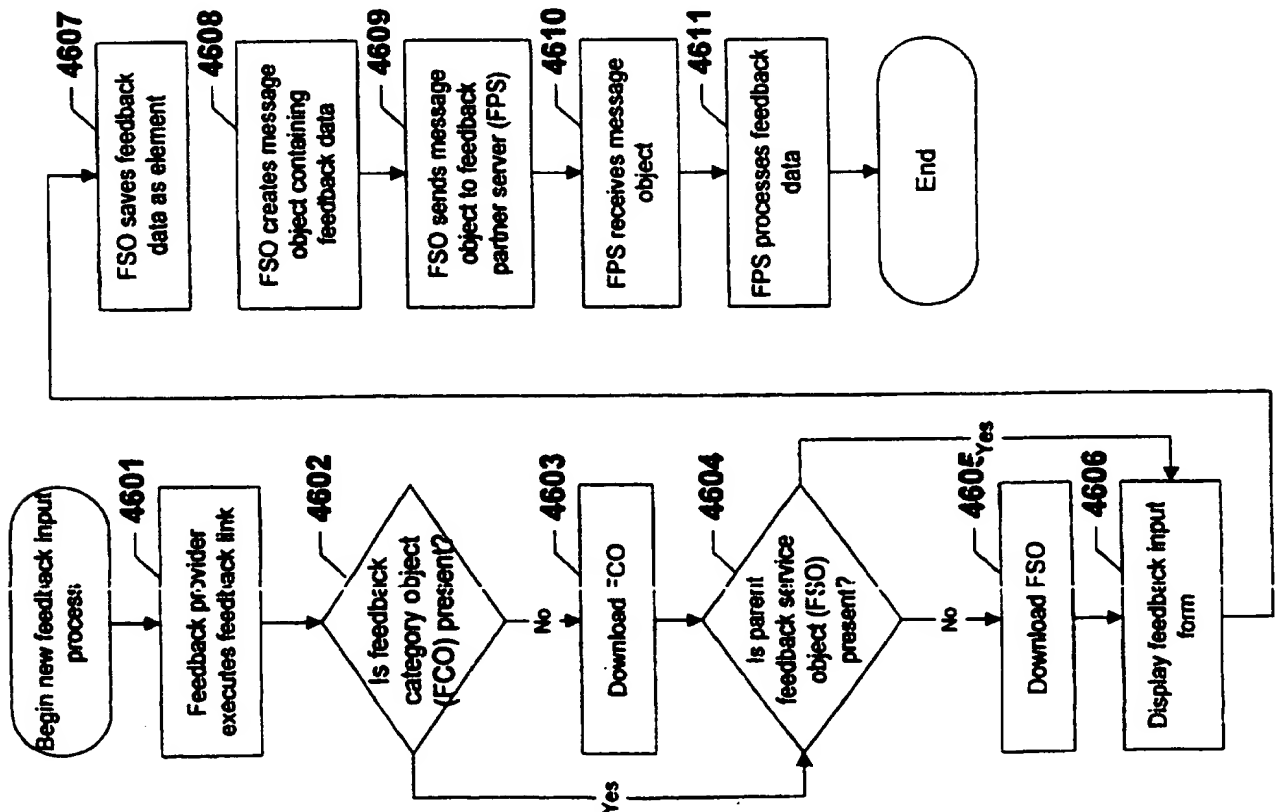 Begin new feedback input
process
4601
Feedback provider
executes feedback link
4602
Is feedback
category object
(FCO) present?
No
Yes
4603
Download FCO
4604
Is parent
feedback service
object (FSO)
present?
No
Yes
4605
Download FSO
4606
Display feedback input
form
4607
FSO saves feedback
data as element
4608
FSO creates message
object containing
feedback data
4609
FSO sends message
object to feedback
partner server (FPS)
4610
FPS receives message
object
4611
FPS processes feedback
data
End